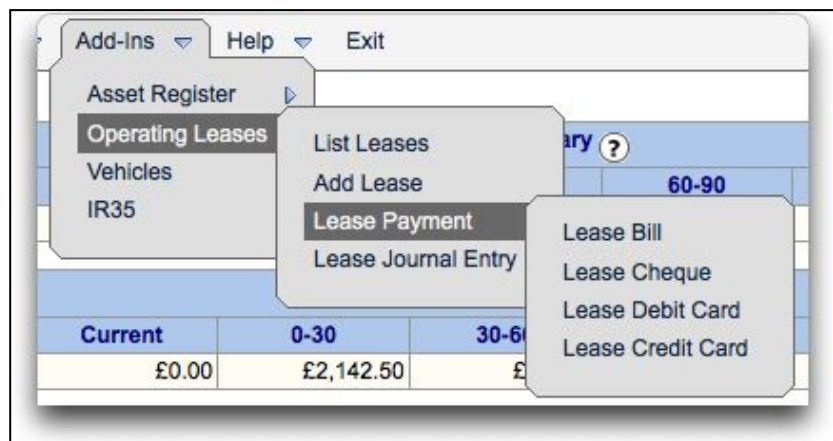 Add-Ins Help Exit
Asset Register
Operating Leases
Vehicles
IR35
List Leases
Add Lease
Lease Payment
Lease Journal Entry
Lease Bill
Lease Cheque
Lease Debit Card
Lease Credit Card
?
60-90
Current 0-30
£0.00 £2,142.50 £